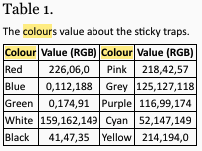 Table 1.
The colours value about the sticky traps.
Colour Value (RGB) Colour Value (RGB)
Red 226,06,0 Pink 218,42,57
Blue 0,112,188 Grey 125,127,118
Green 0,174,91 Purple 116,99,174
White 159,162,149 Cyan 52,147,149
Black 41,47,35 Yellow 214,194,0